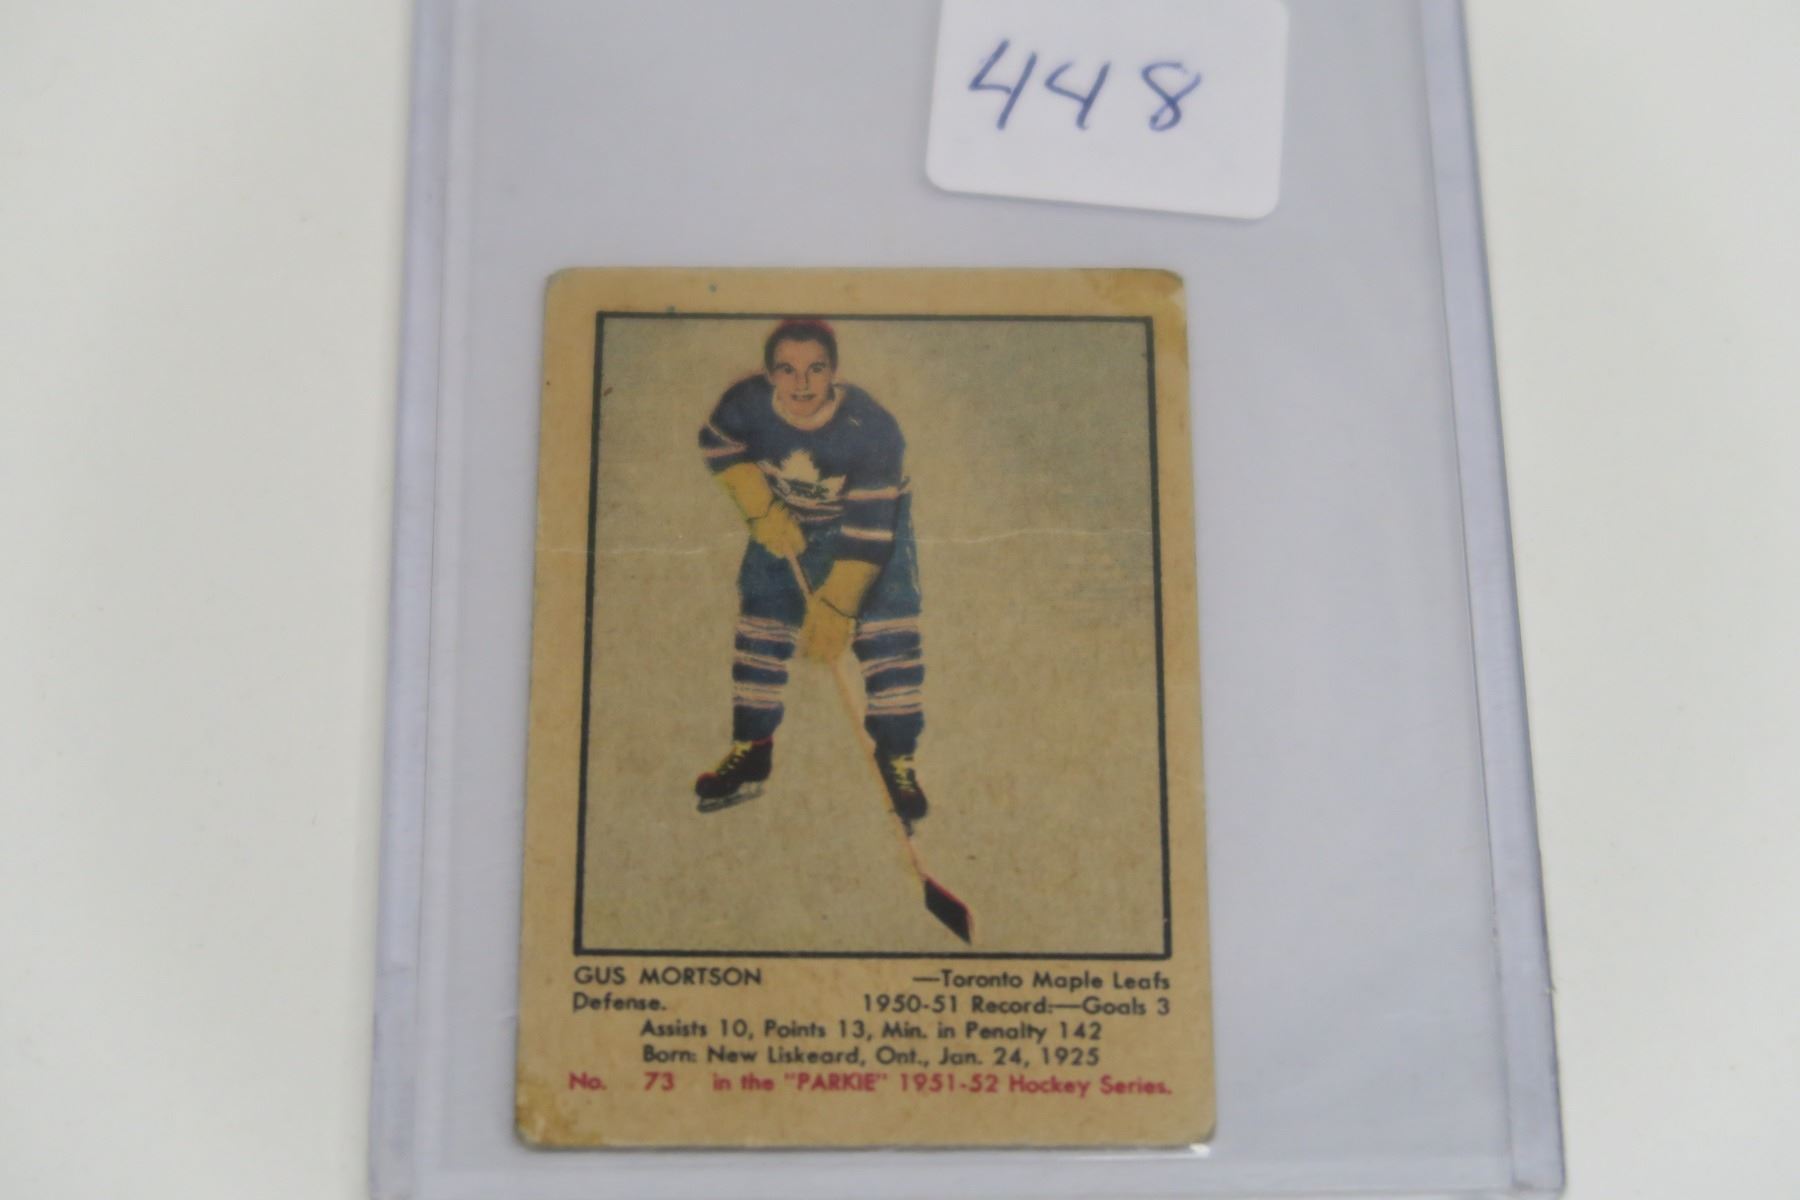 448
GUS MORTSON —Toronto Maple Leafs
Defense. 1950-51 Record:—Goals 3
Assists 10, Points 13, Min. in Penalty 142
Born: New Liskeard, Ont., Jan. 24, 1925
No. 73 in the "PARKIE" 1951-52 Hockey Series.